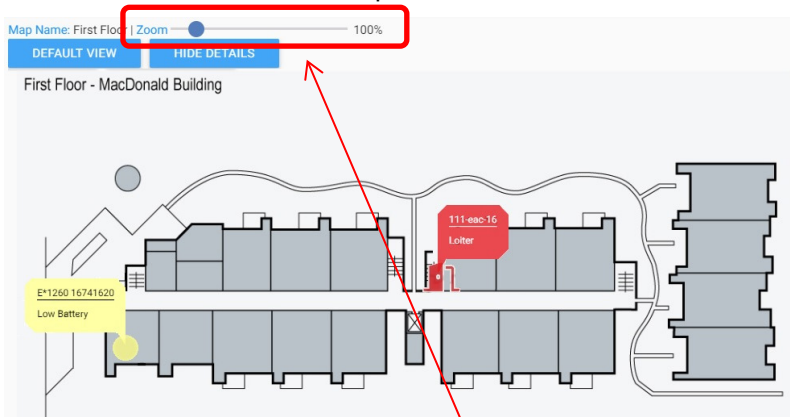 Map Name: First Floor | Zoom 100%
DEFAULT VIEW HIDE DETAILS
First Floor - MacDonald Building
111-eac-16
Loiter
E*1260 16741620
Low Battery